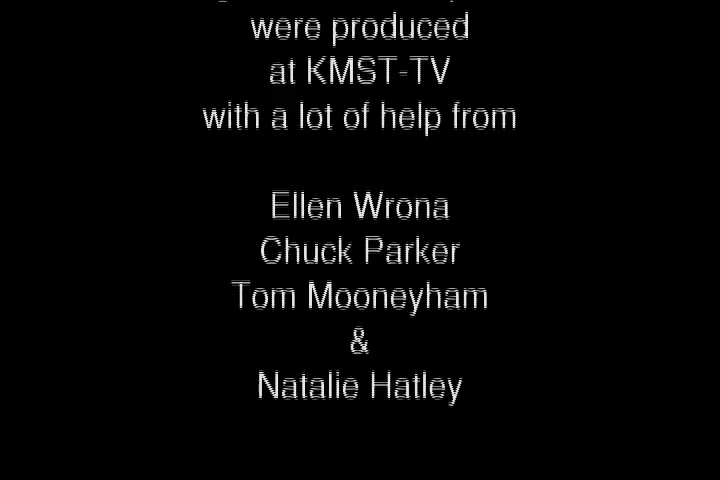 were produced
at KMST-TV
with a lot of help from
Ellen Wrona
Chuck Parker
Tom Mooneyham
&
Natalie Hatley